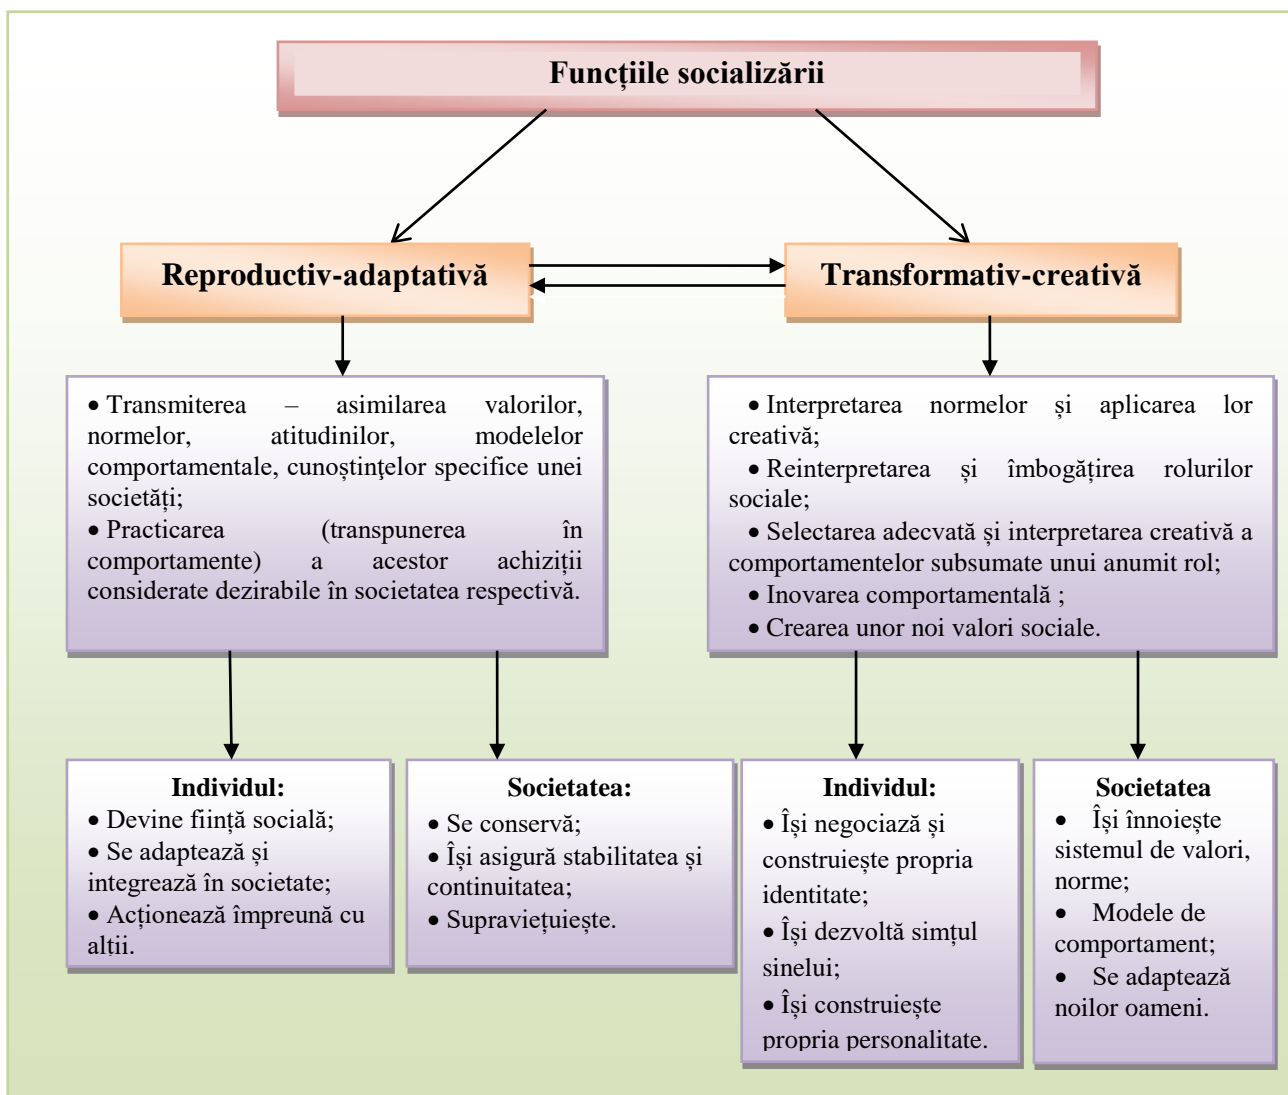 Funcțiile socializării
Reproductiv-adaptativă
Transformativ-creativă
• Transmiterea – asimilarea valorilor,
normelor, atitudinilor, modelelor
comportamentale, cunoștinţelor specifice unei
societăți;
• Practicarea (transpunerea în
comportamente) a acestor achiziții
considerate dezirabile în societatea respectivă.
• Interpretarea normelor și aplicarea lor
creativă;
• Reinterpretarea și îmbogățirea rolurilor
sociale;
• Selectarea adecvată și interpretarea creativă a
comportamentelor subsumate unui anumit rol;
• Inovarea comportamentală ;
• Crearea unor noi valori sociale.
Individul:
• Devine ființă socială;
• Se adaptează și
integrează în societate;
• Acționează împreună cu
alții.
Societatea:
• Se conservă;
• Își asigură stabilitatea și
continuitatea;
• Supraviețuiește.
Individul:
• Își negociază și
construiește propria
identitate;
• Își dezvoltă simțul
sinelui;
• Își construiește
propria personalitate.
Societatea
• Își înnoiește
sistemul de valori,
norme;
• Modele de
comportament;
• Se adaptează
noilor oameni.